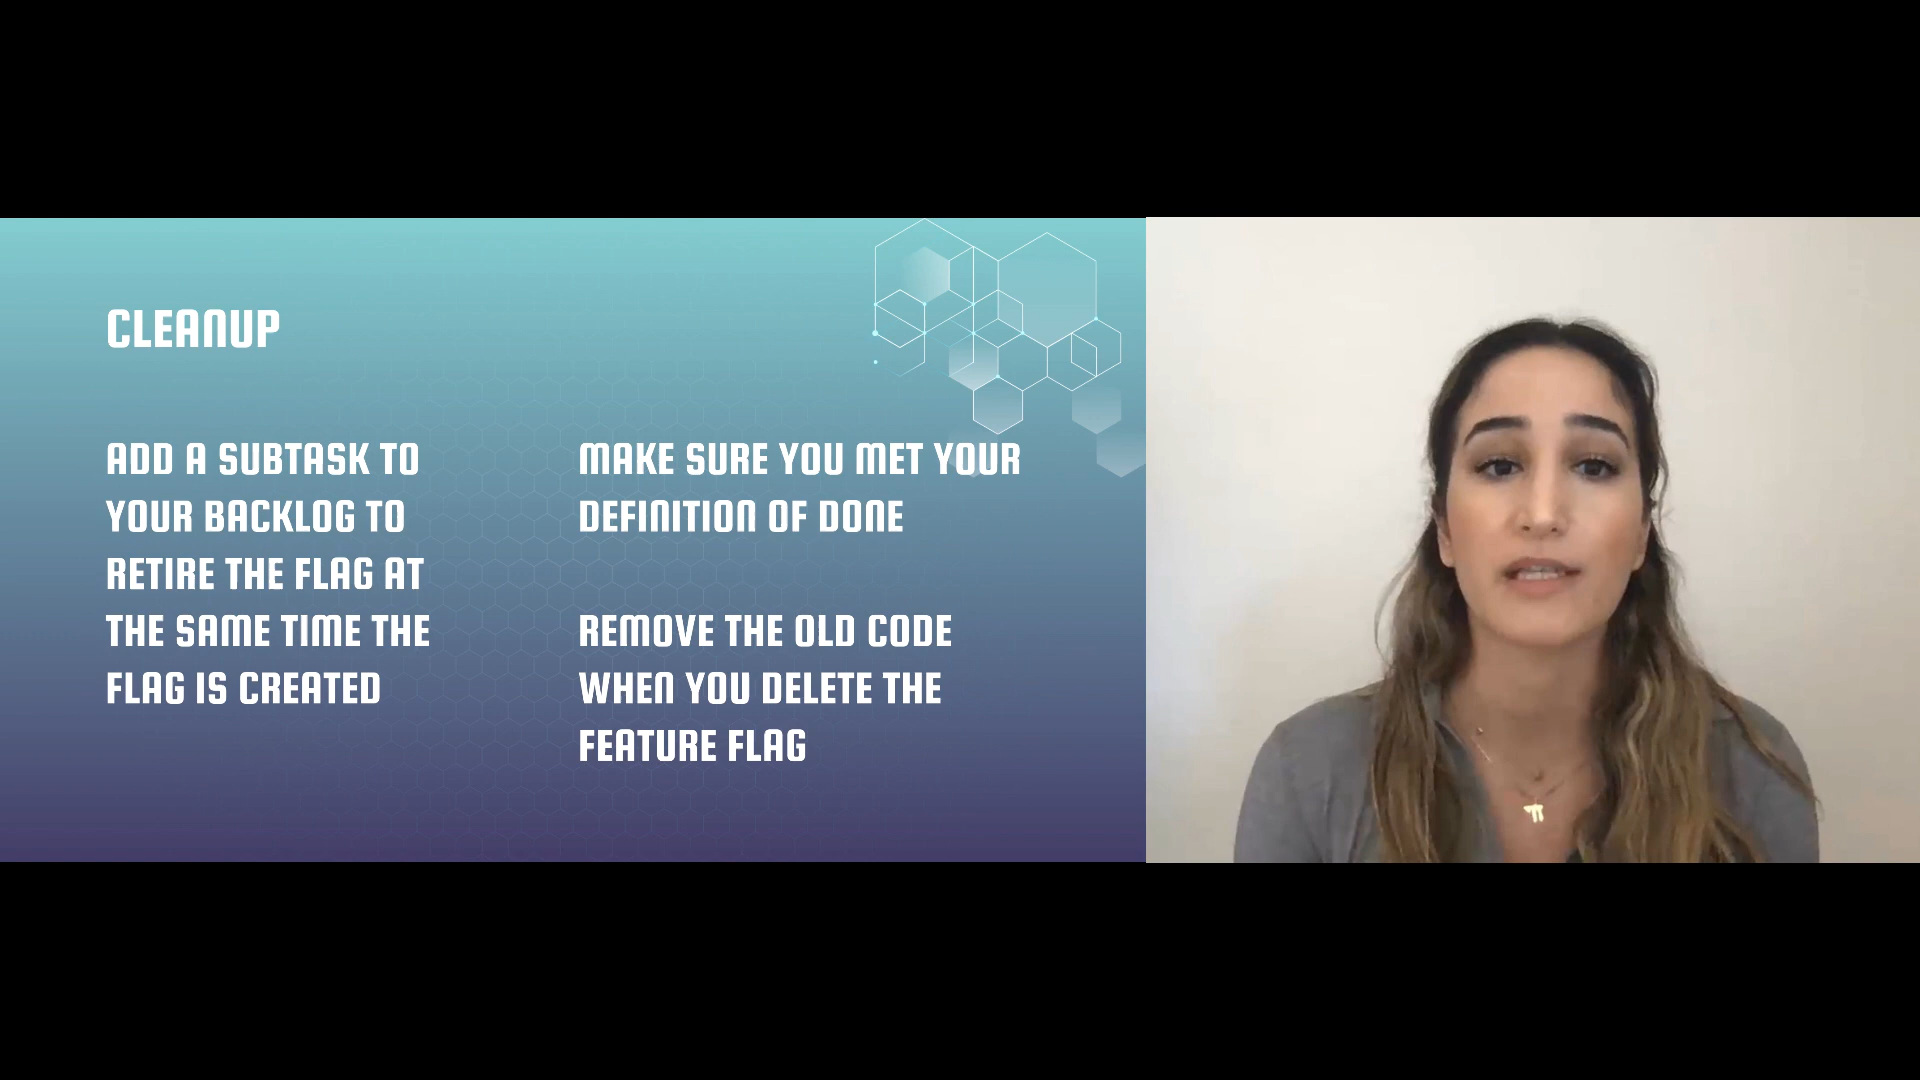 CLEANUP
ADD A SUBTASK TO
YOUR BACKLOG TO
RETIRE THE FLAG AT
THE SAME TIME THE
FLAG IS CREATED
MAKE SURE YOU MET YOUR
DEFINITION OF DONE
REMOVE THE OLD CODE
WHEN YOU DELETE THE
FEATURE FLAG